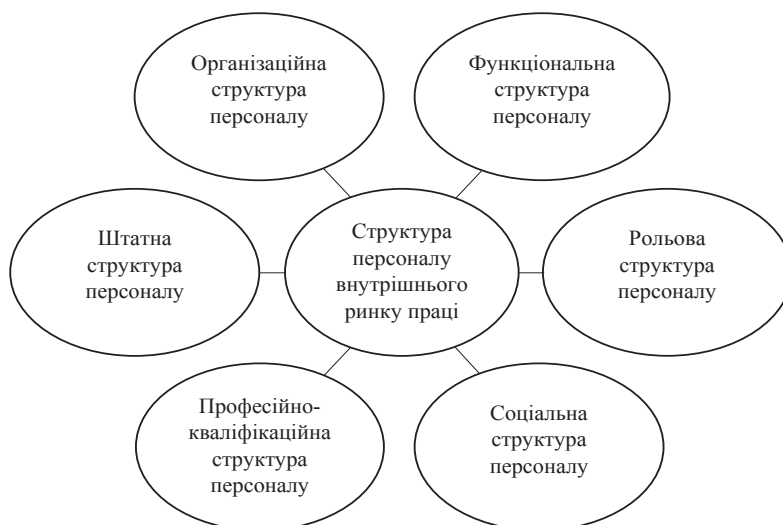 Організаційна
структура
персоналу
Функціональна
структура
персоналу
Штатна
структура
персоналу
Структура
персоналу
внутрішнього
ринку праці
Рольова
структура
персоналу
Професійно-
кваліфікаційна
структура
персоналу
Соціальна
структура
персоналу